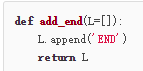 def add_end(L=[]):
    L.append('END')
    return L